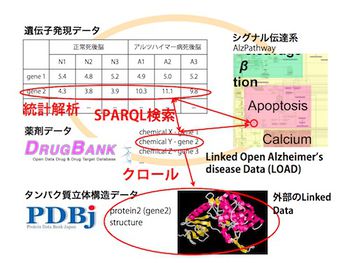 遺伝子発現データ
正常死後脳 アルツハイマー病死後脳
N1 N2 N3 A1 A2 A3
gene 1 5.4 4.8 5.2 4.9 5.0 5.2
gene 2 4.3 3.8 3.9 10.3 11.1 9.8
統計解析
SPARQL検索
シグナル伝達系
AlzPathway
cleavage
β
tion
Apoptosis
Calcium
薬剤データ
DRUGBANK
Open Data Drug & Drug Target Database
chemical X - gene 1
chemical Y - gene 2
クロール
Linked Open Alzheimer's
disease Data (LOAD)
タンパク質立体構造データ
PDBj
Protein Data Bank Japan
protein2 (gene2)
structure
外部のLinked
Data